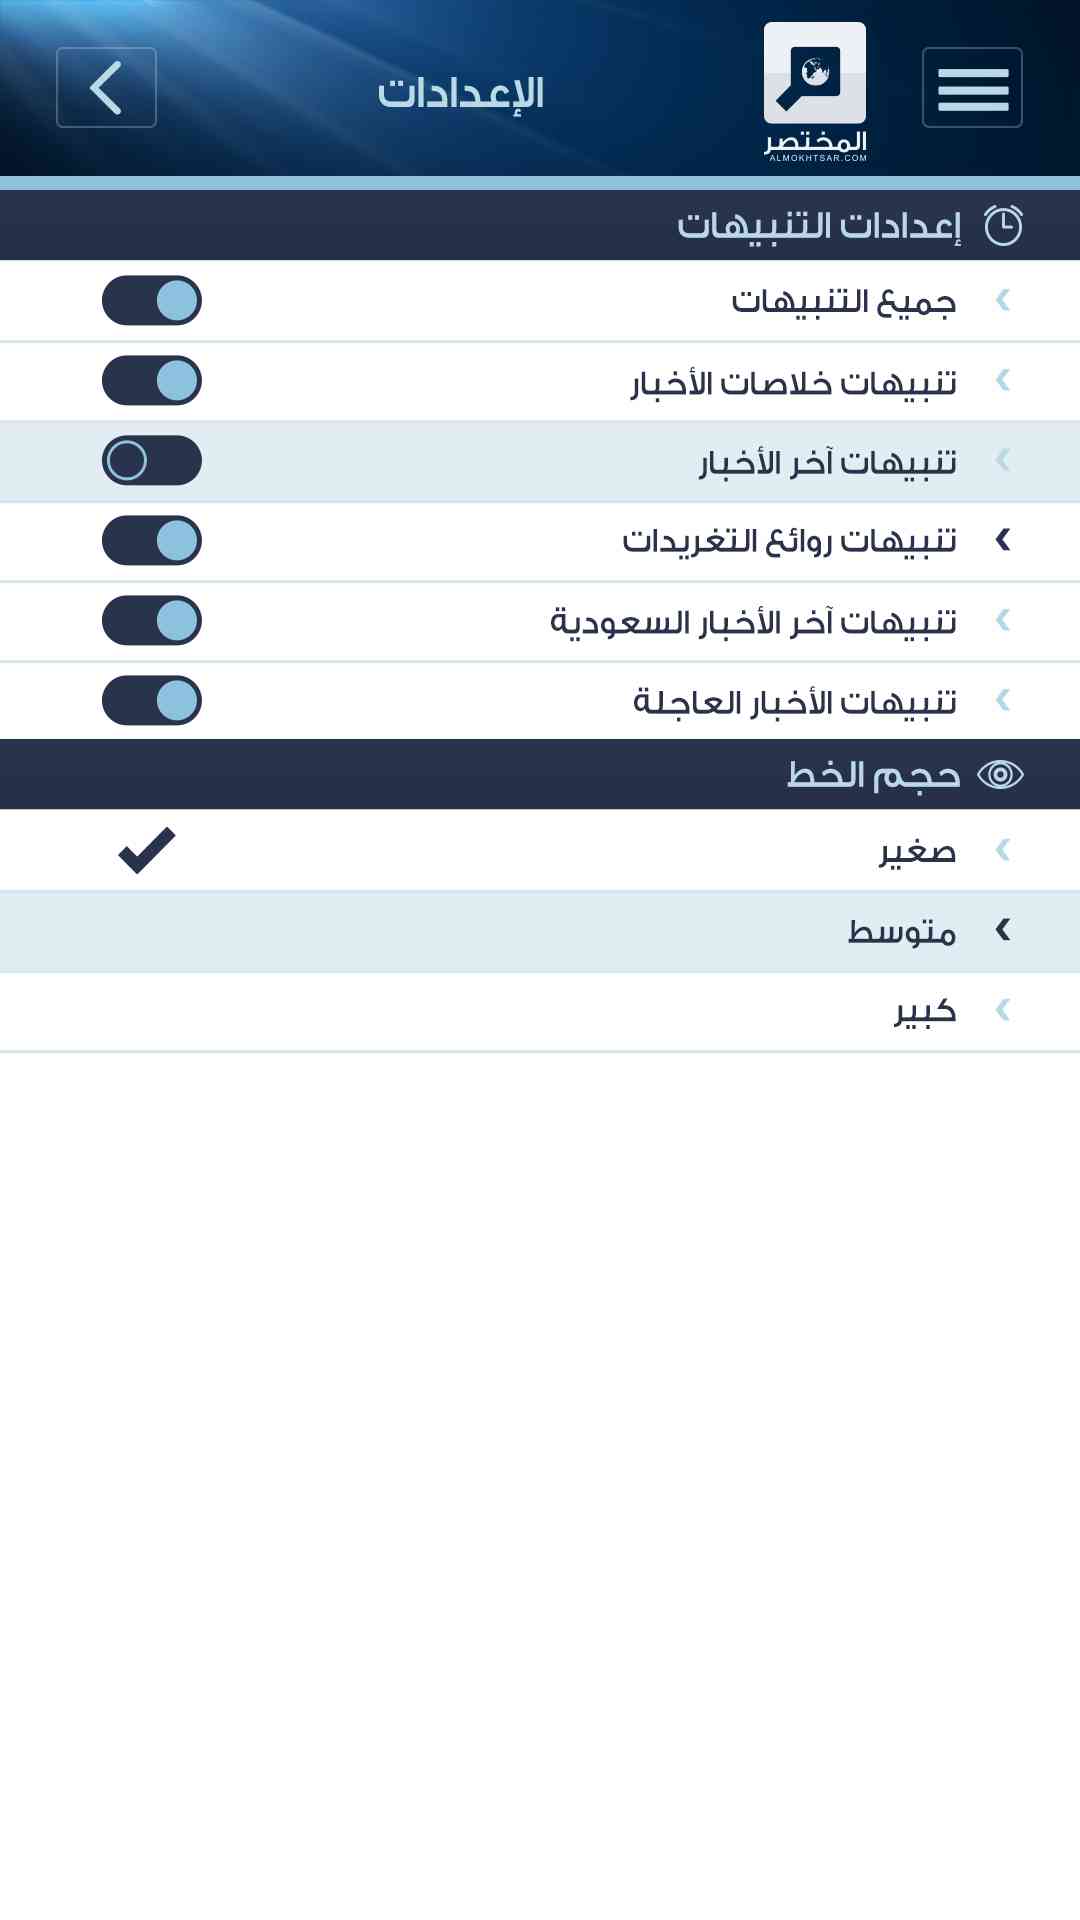 المختصر
ALMOKHTSAR.COM
الإعدادات
إعدادات التنبيهات
جميع التنبيهات
تنبيهات خلاصات الأخبار
تنبيهات آخر الأخبار
تنبيهات روائع التغريدات
تنبيهات آخر الأخبار السعودية
تنبيهات الأخبار العاجلة
حجم الخط
صغير
متوسط
كبير